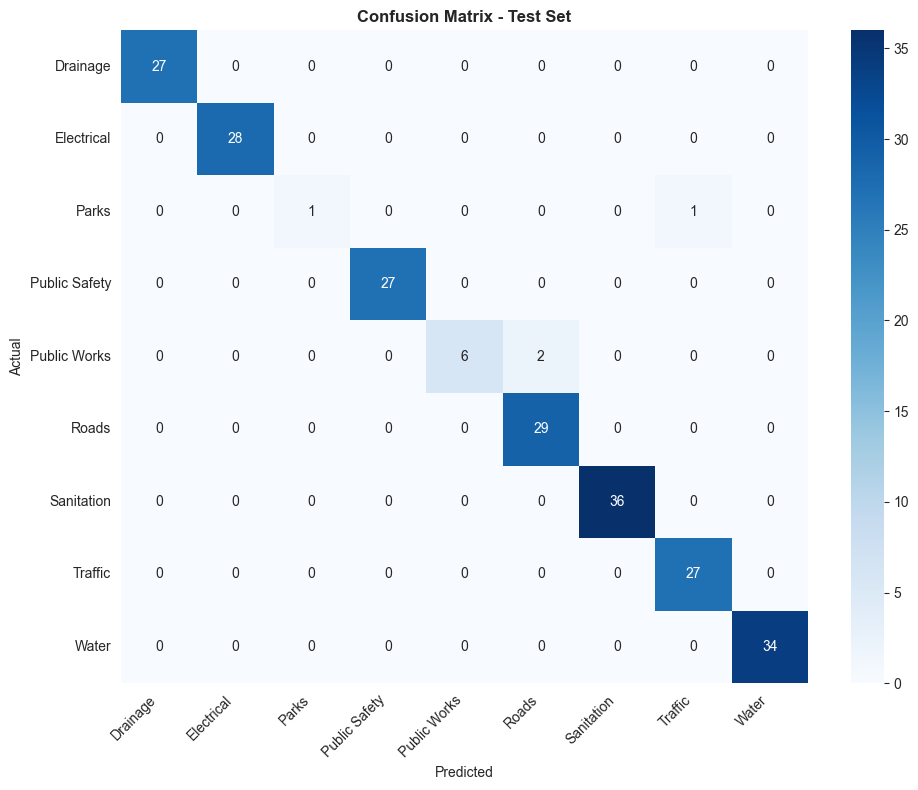 Confusion Matrix - Test Set
Drainage 27 0 0 0 0 0 0 0 0
Electrical 0 28 0 0 0 0 0 0 0
Parks 0 0 1 0 0 0 0 1 0
Public Safety 0 0 0 27 0 0 0 0 0
Public Works 0 0 0 0 6 2 0 0 0
Roads 0 0 0 0 0 29 0 0 0
Sanitation 0 0 0 0 0 0 36 0 0
Traffic 0 0 0 0 0 0 0 27 0
Water 0 0 0 0 0 0 0 0 34
Actual
Drainage Electrical Parks Public Safety Public Works Roads Sanitation Traffic Water
Predicted
35
30
25
20
15
10
5
0